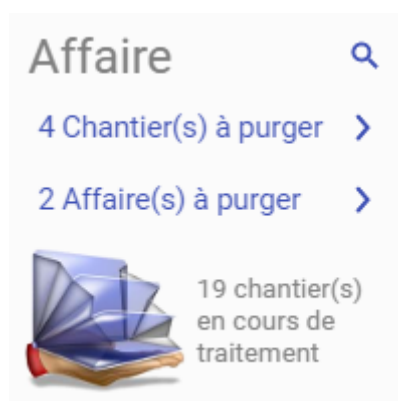 Affaire
4 Chantier(s) à purger
2 Affaire(s) à purger
19 chantier(s)
en cours de
traitement